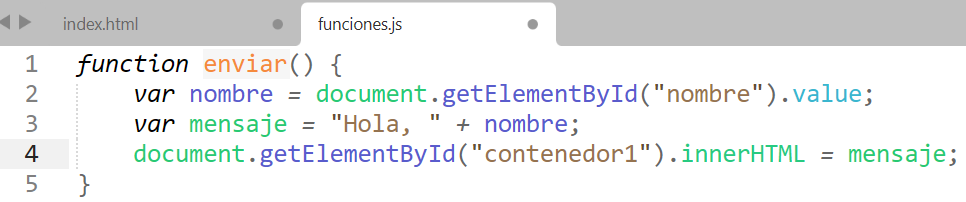 index.html funciones.js
1 function enviar() {
2 var nombre = document.getElementById("nombre").value;
3 var mensaje = "Hola, " + nombre;
4 document.getElementById("contenedor1").innerHTML = mensaje;
5 }